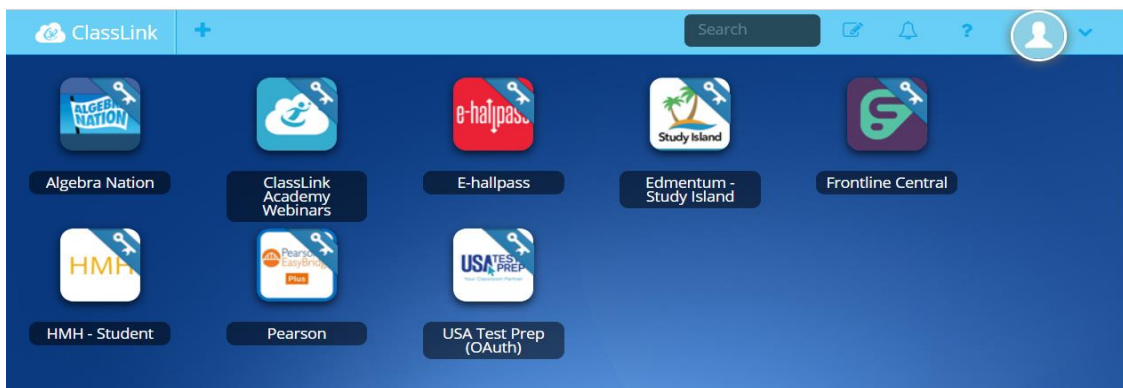 ClassLink
+
Search
?
ALGEBRA
NATION
e-hallpass
Study Island
Algebra Nation
ClassLink
Academy
Webinars
E-hallpass
Edmentum -
Study Island
Frontline Central
HMH
Pearson
EasyBridge
Plus
USA TEST
PREP
Your Classroom Partner
HMH - Student
Pearson
USA Test Prep
(OAuth)